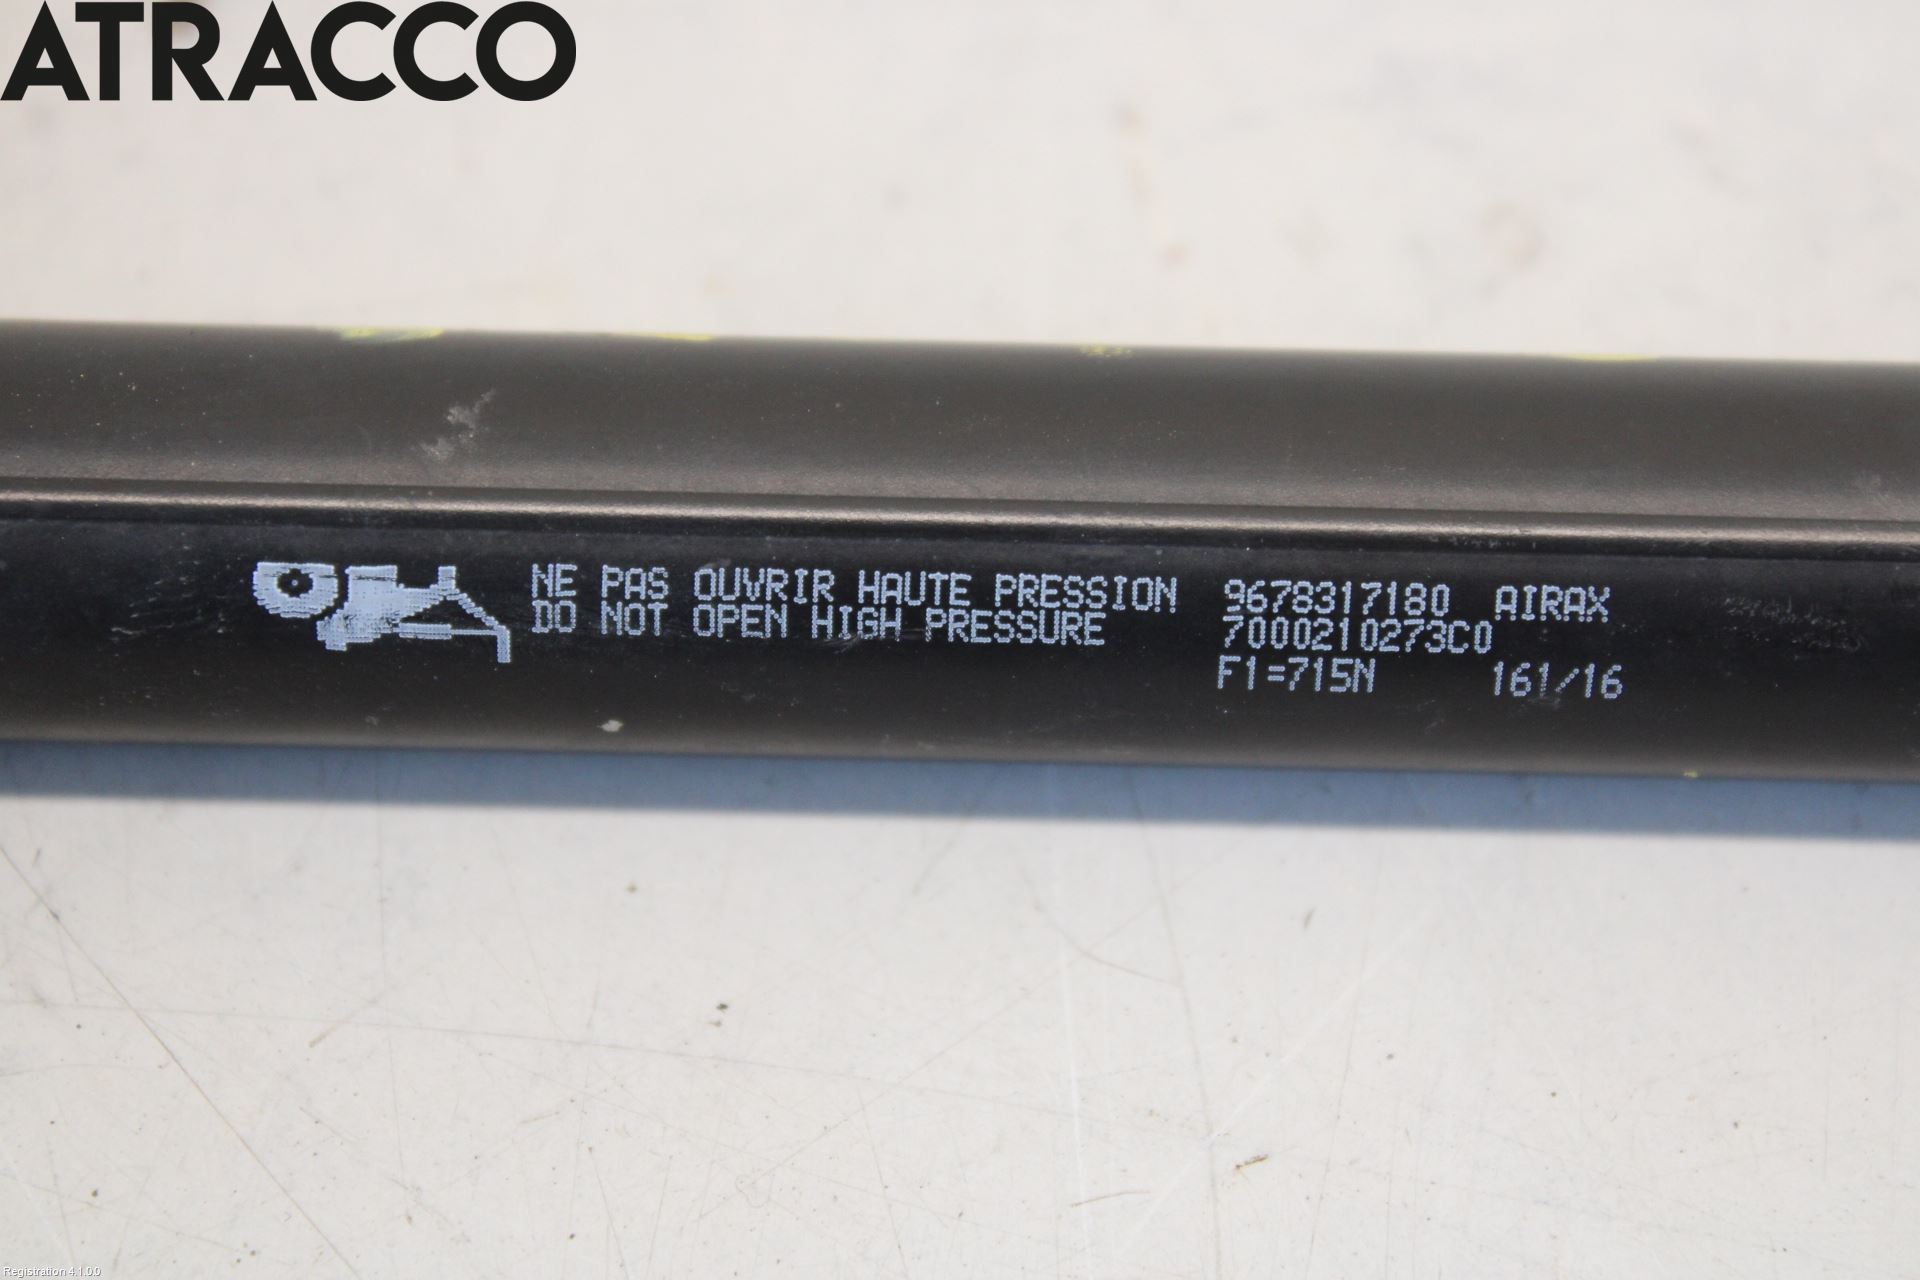 ATRACCO
NE PAS OUVRIR HAUTE PRESSION 9678317180 AIRAX
DO NOT OPEN HIGH PRESSURE 7000210273C0
F1=715N 161/16
Registration 4.1.0.0